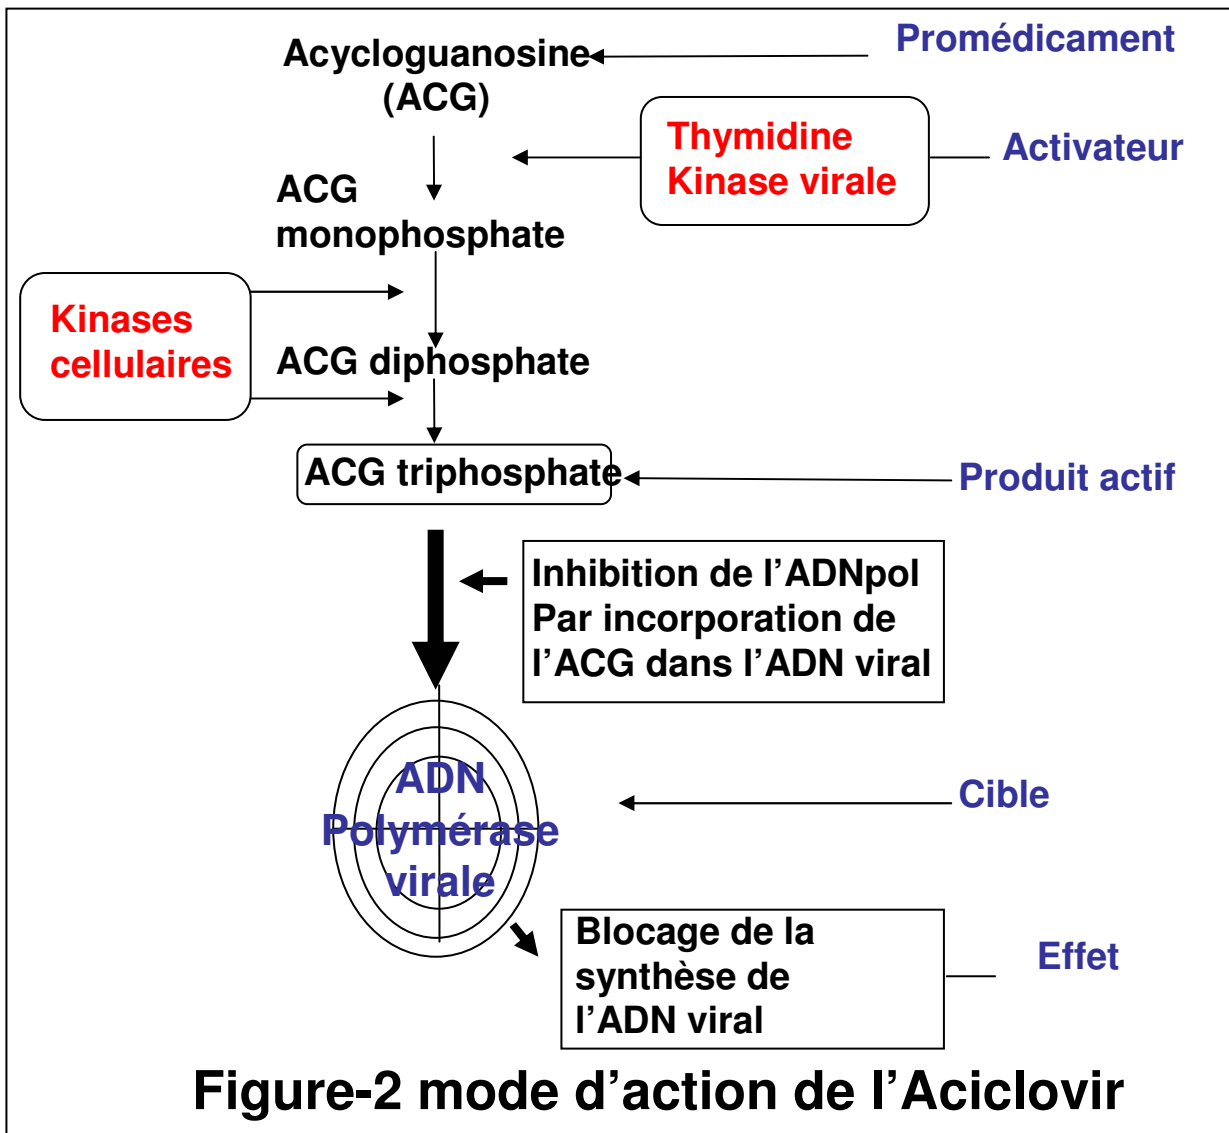 Acycloguanosine
(ACG)
Promédicament
Thymidine
Kinase virale
Activateur
ACG
monophosphate
Kinases
cellulaires
ACG diphosphate
ACG triphosphate
Produit actif
Inhibition de l’ADNpol
Par incorporation de
l’ACG dans l’ADN viral
ADN
Polymérase
virale
Cible
Blocage de la
synthèse de
l’ADN viral
Effet
Figure-2 mode d’action de l’Aciclovir